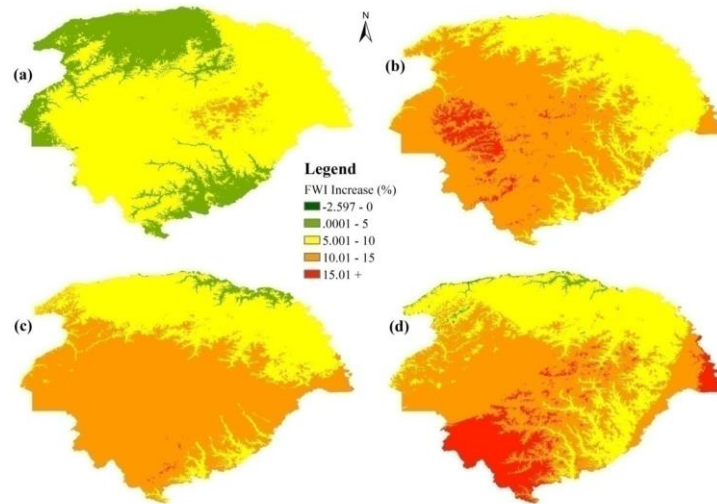 N
(a)
(b)
Legend
FWI Increase (%)
-2.597 - 0
.0001 - 5
5.001 - 10
10.01 - 15
15.01 +
(c)
(d)